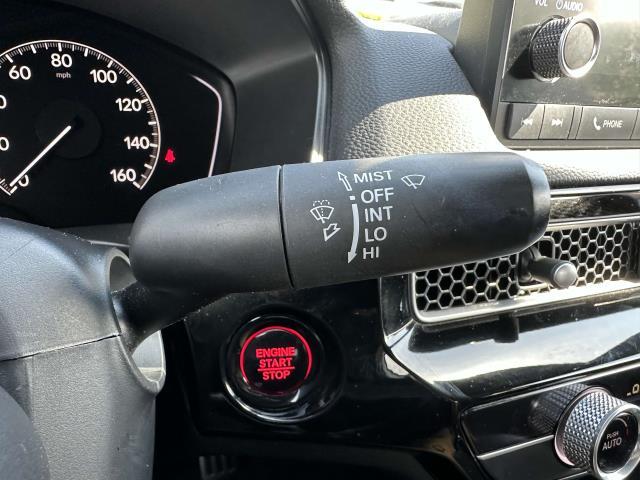 VOL AUDIO
60 80 100
mph
120
140
160
0
PHONE
MIST
OFF
INT
LO
HI
ENGINE
START
STOP
PUSH
AUTO